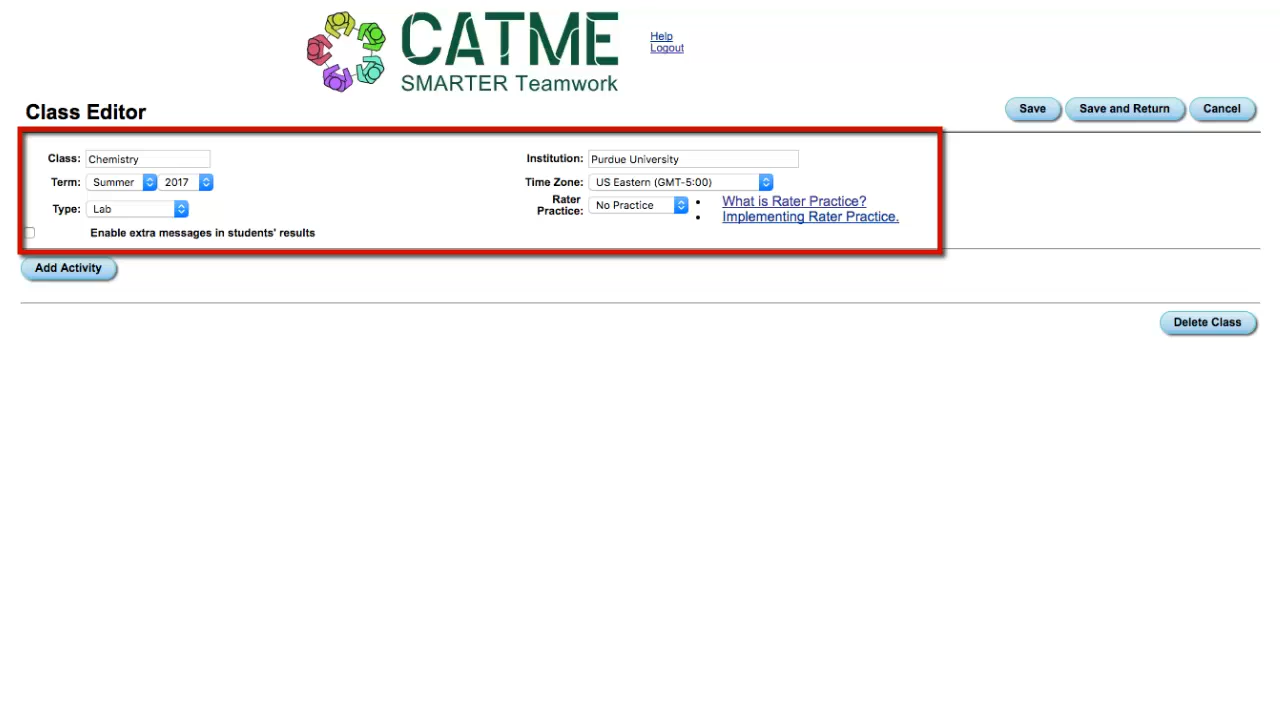 CATME
SMARTER Teamwork
Help
Logout
Class Editor
Save
Save and Return
Cancel
Class: Chemistry
Institution: Purdue University
Term: Summer 2017
Time Zone: US Eastern (GMT-5:00)
Type: Lab
Rater
Practice: No Practice
• What is Rater Practice?
• Implementing Rater Practice.
Enable extra messages in students' results
Add Activity
Delete Class